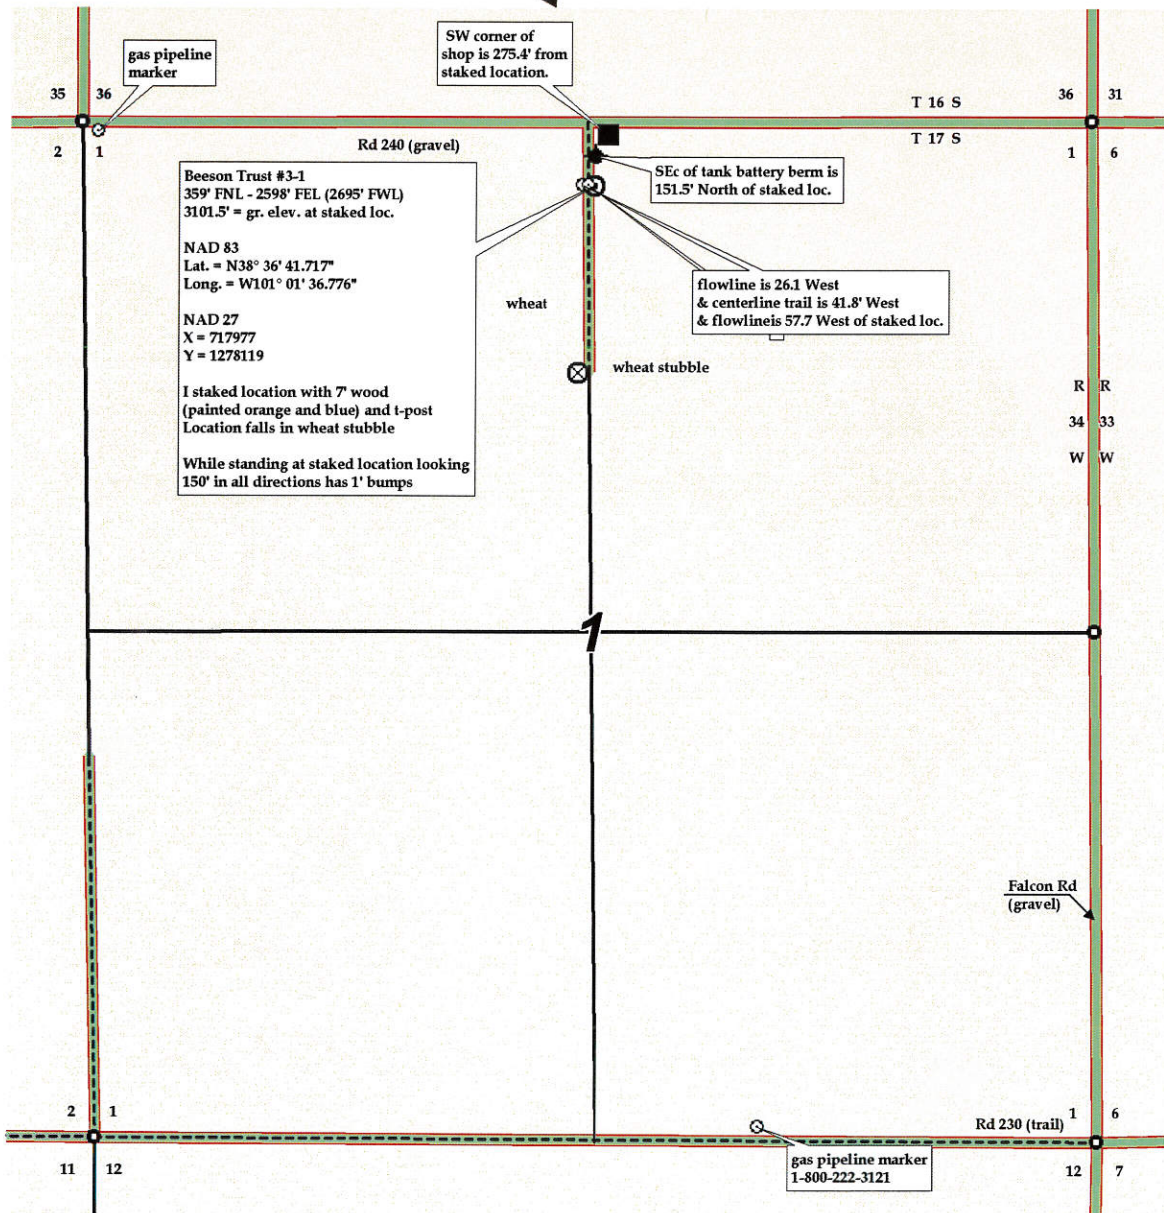 SW corner of
shop is 275.4' from
staked location.
gas pipeline
marker
35 36
36 31
T 16 S
T 17 S
2 1
Rd 240 (gravel)
1 6
Beeson Trust #3-1
359' FNL - 2598' FEL (2695' FWL)
3101.5' = gr. elev. at staked loc.
NAD 83
Lat. = N38° 36' 41.717"
Long. = W101° 01' 36.776"
NAD 27
X = 717977
Y = 1278119
I staked location with 7' wood
(painted orange and blue) and t-post
Location falls in wheat stubble
While standing at staked location looking
150' in all directions has 1' bumps
SEc of tank battery berm is
151.5' North of staked loc.
flowline is 26.1 West
& centerline trail is 41.8' West
& flowlineis 57.7 West of staked loc.
wheat
wheat stubble
R R
34 33
W W
1
Falcon Rd
(gravel)
2 1
1 6
Rd 230 (trail)
11 12
gas pipeline marker
1-800-222-3121
12 7